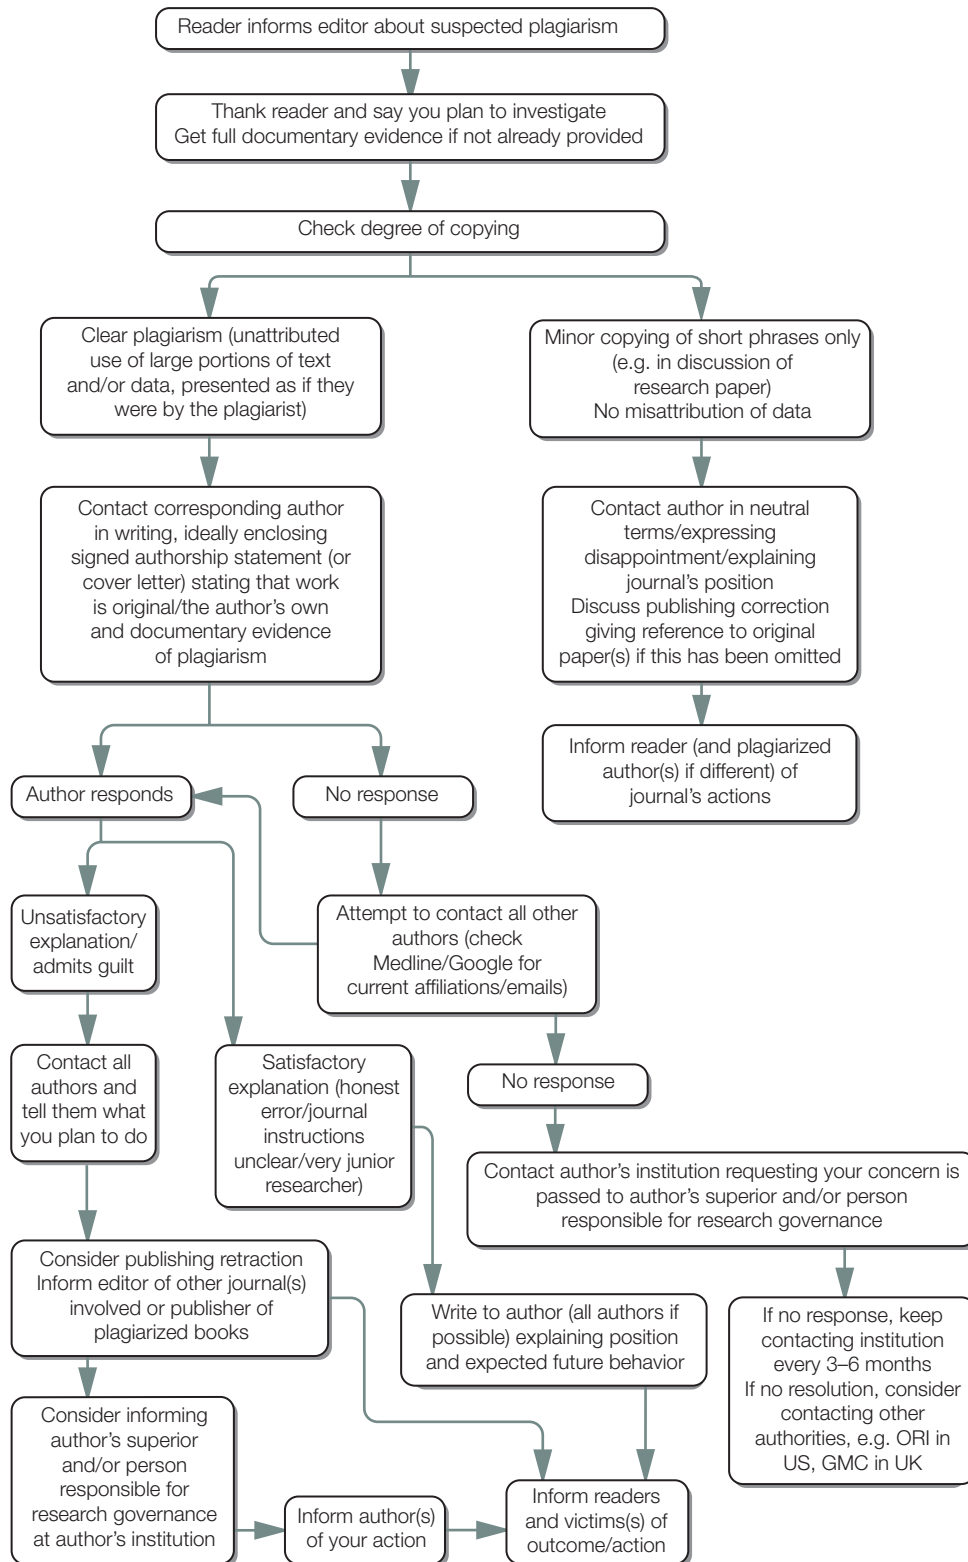 Reader informs editor about suspected plagiarism
Thank reader and say you plan to investigate
Get full documentary evidence if not already provided
Check degree of copying
Clear plagiarism (unattributed
use of large portions of text
and/or data, presented as if they
were by the plagiarist)
Minor copying of short phrases only
(e.g. in discussion of
research paper)
No misattribution of data
Contact corresponding author
in writing, ideally enclosing
signed authorship statement (or
cover letter) stating that work
is original/the author's own
and documentary evidence
of plagiarism
Contact author in neutral
terms/expressing
disappointment/explaining
journal's position
Discuss publishing correction
giving reference to original
paper(s) if this has been omitted
Inform reader (and plagiarized
author(s) if different) of
journal's actions
Author responds
No response
Unsatisfactory
explanation/
admits guilt
Attempt to contact all other
authors (check
Medline/Google for
current affiliations/emails)
Contact all
authors and
tell them what
you plan to do
Satisfactory
explanation (honest
error/journal
instructions
unclear/very junior
researcher)
No response
Contact author's institution requesting your concern is
passed to author's superior and/or person
responsible for research governance
Consider publishing retraction
Inform editor of other journal(s)
involved or publisher of
plagiarized books
Write to author (all authors if
possible) explaining position
and expected future behavior
If no response, keep
contacting institution
every 3–6 months
If no resolution, consider
contacting other
authorities, e.g. ORI in
US, GMC in UK
Consider informing
author's superior
and/or person
responsible for
research governance
at author's institution
Inform author(s)
of your action
Inform readers
and victims(s) of
outcome/action